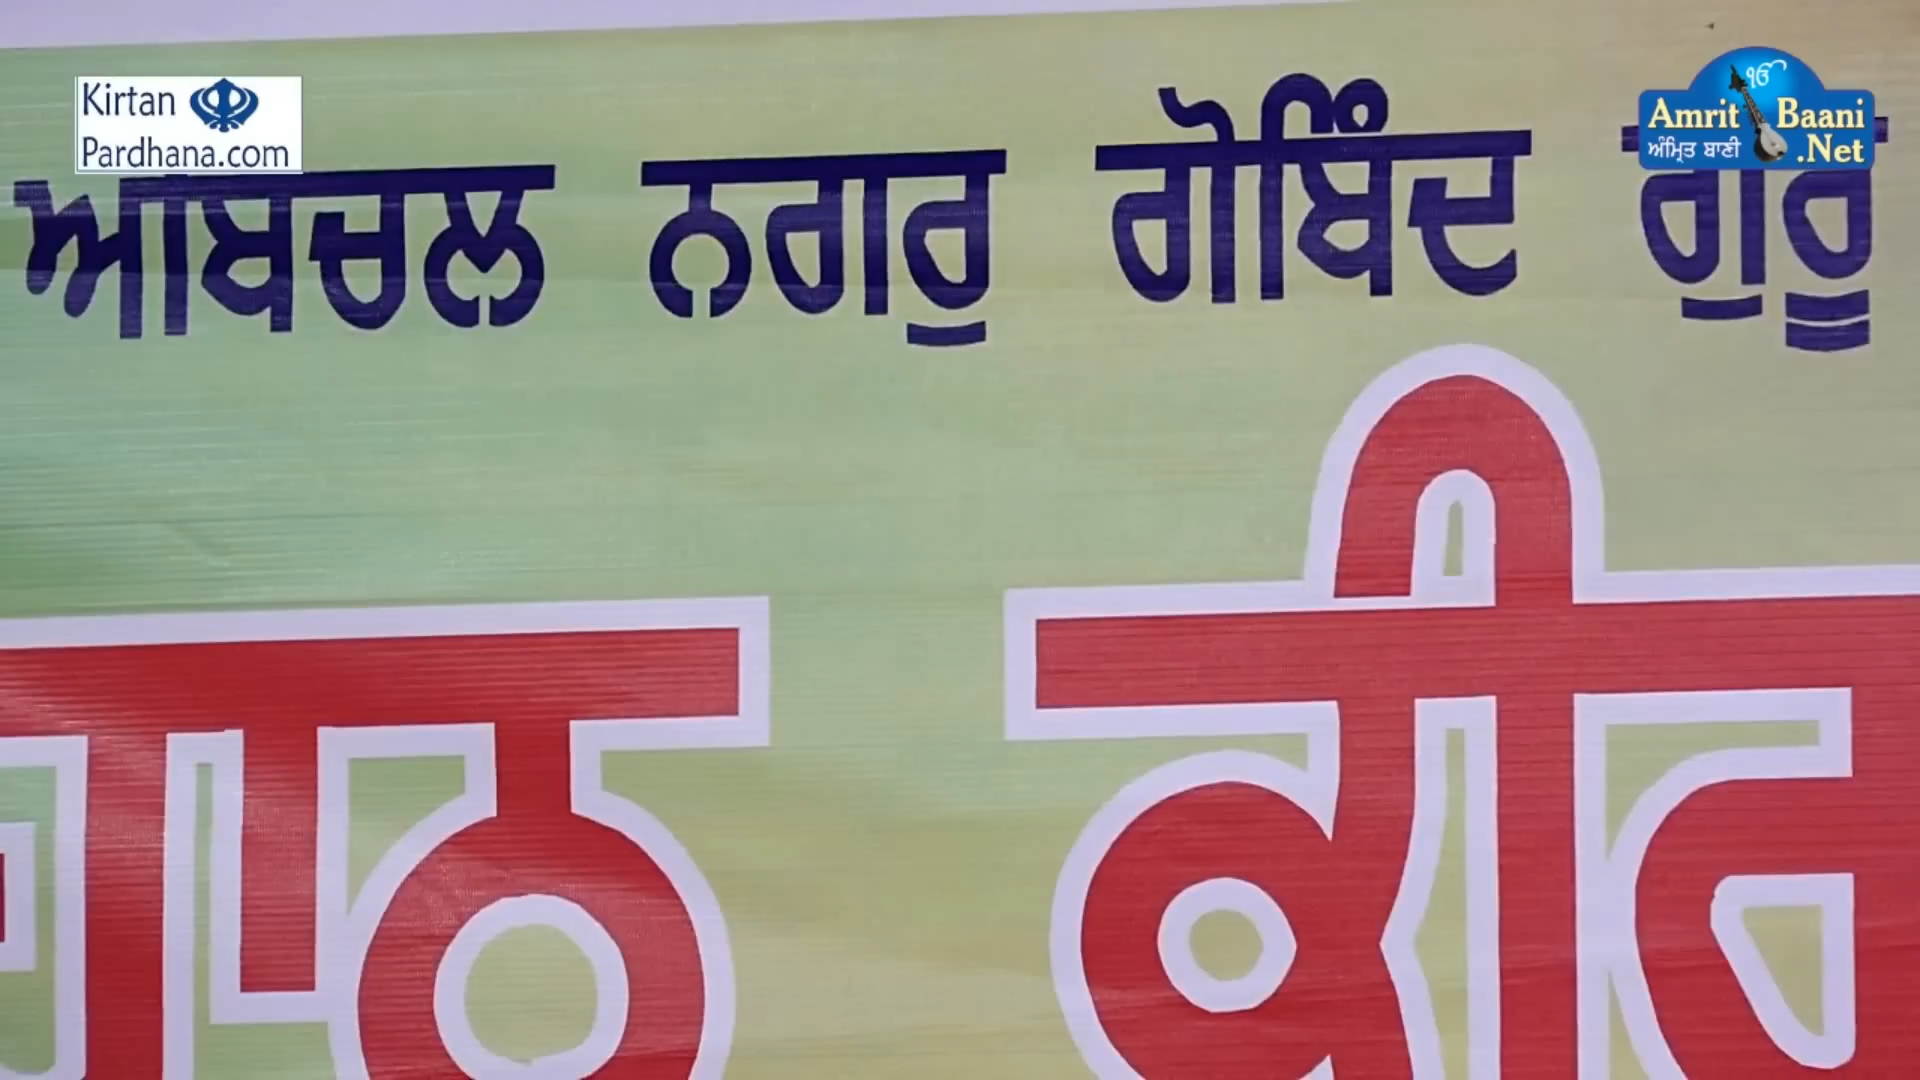 Kirtan
Pardhana.com
Amrit Baani
ਅੰਮ੍ਰਿਤ ਬਾਣੀ .Net
ਅਬਿਚਲ ਨਗਰੁ ਗੋਬਿੰਦ ਗੁਰੂ